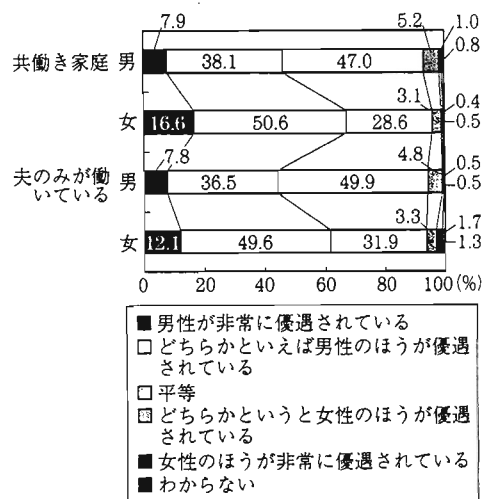 7.9 5.2 1.0
共働き家庭 男 38.1 47.0 0.8
3.1 0.4
女 16.6 50.6 28.6 0.5
7.8 4.8 0.5
夫のみが働いている 男 36.5 49.9 0.5
3.3 1.7
女 12.1 49.6 31.9 1.3
0 20 40 60 80 100(%)
■男性が非常に優遇されている
□どちらかといえば男性のほうが優遇
されている
□平等
どちらかというと女性のほうが優遇
されている
■女性のほうが非常に優遇されている
■わからない